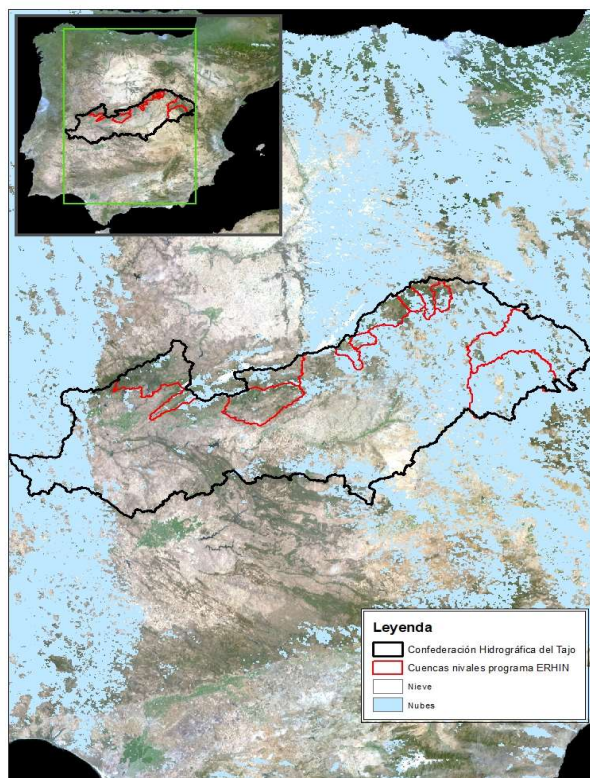 Leyenda
Confederación Hidrográfica del Tajo
Cuencas nivales programa ERHIN
Nieve
Nubes